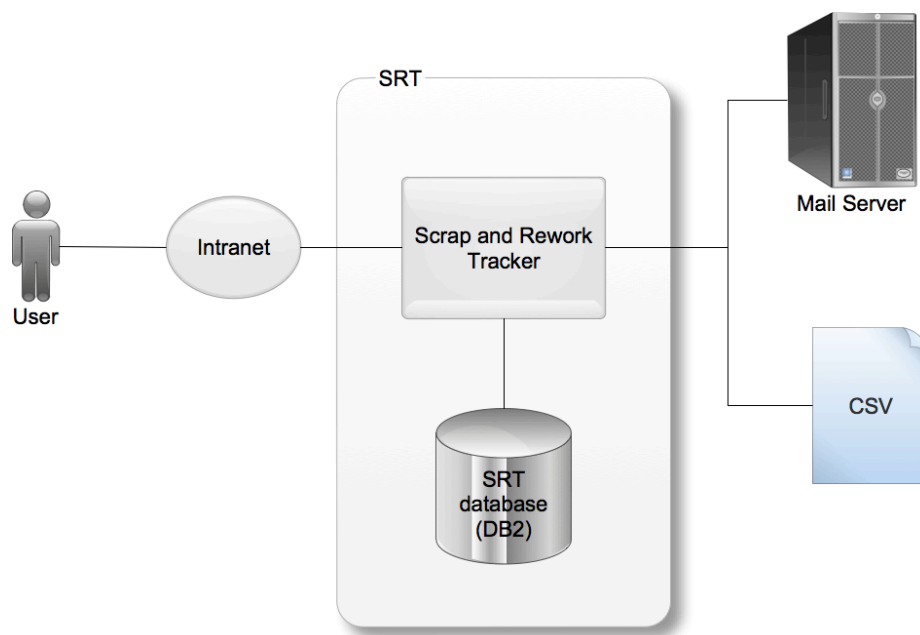 SRT
Mail Server
Intranet
Scrap and Rework
Tracker
User
CSV
SRT
database
(DB2)